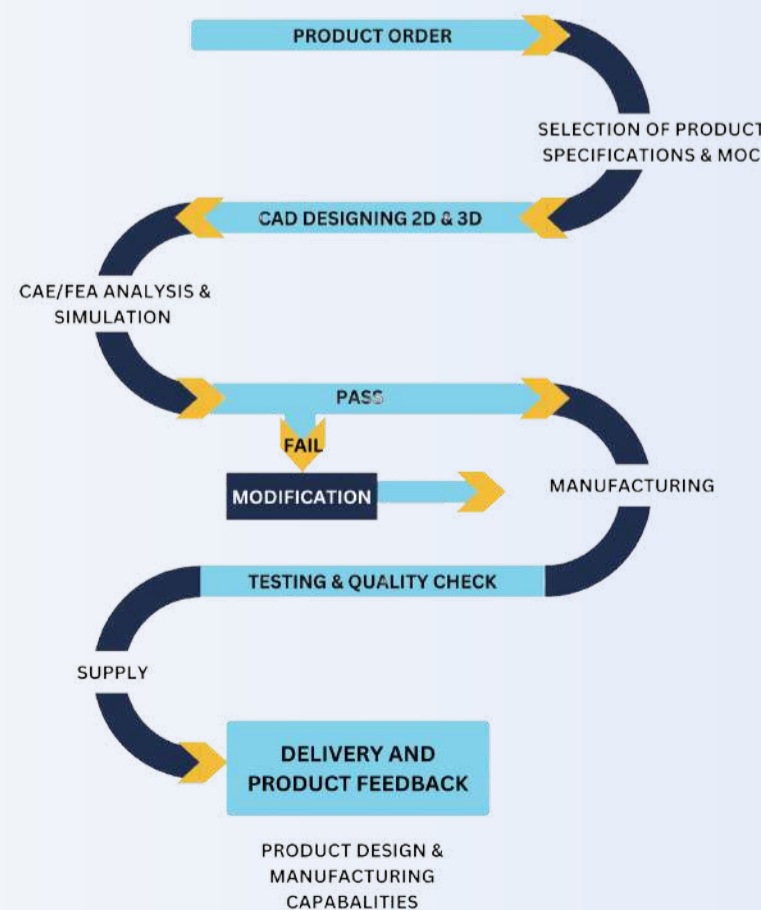 PRODUCT ORDER
SELECTION OF PRODUCT
SPECIFICATIONS & MOC
CAD DESIGNING 2D & 3D
CAE/FEA ANALYSIS &
SIMULATION
PASS
FAIL
MODIFICATION
MANUFACTURING
TESTING & QUALITY CHECK
SUPPLY
DELIVERY AND
PRODUCT FEEDBACK
PRODUCT DESIGN &
MANUFACTURING
CAPABALITIES